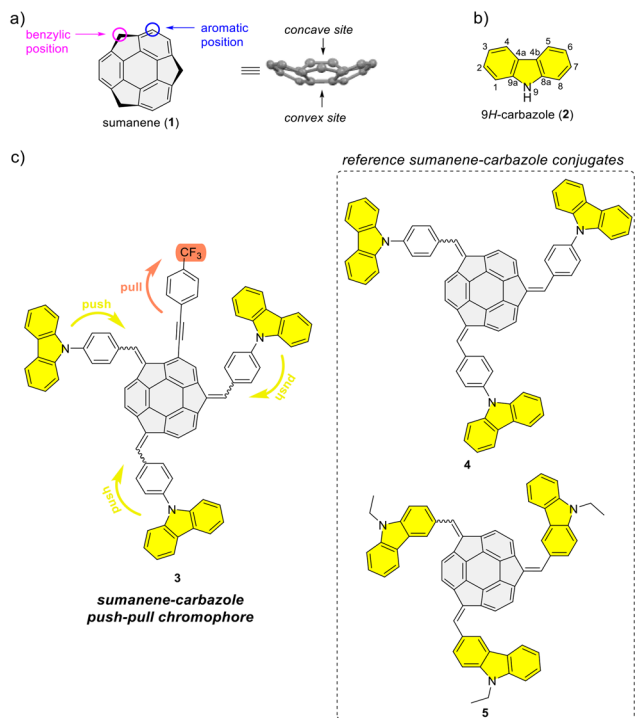 a)
benzylic
position
aromatic
position
sumanene (1)
concave site
convex site
b)
4
5
3
4a
4b
6
2
9a
8a
7
1
N
9
8
H
9H-carbazole (2)
c)
CF3
pull
push
N
N
push
push
N
3
sumanene-carbazole
push-pull chromophore
reference sumanene-carbazole conjugates
N
N
N
4
N
N
N
5